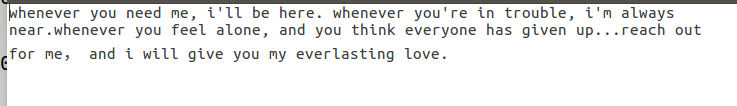 whenever you need me, i'll be here. whenever you're in trouble, i'm always
near.whenever you feel alone, and you think everyone has given up...reach out
for me,  and i will give you my everlasting love.